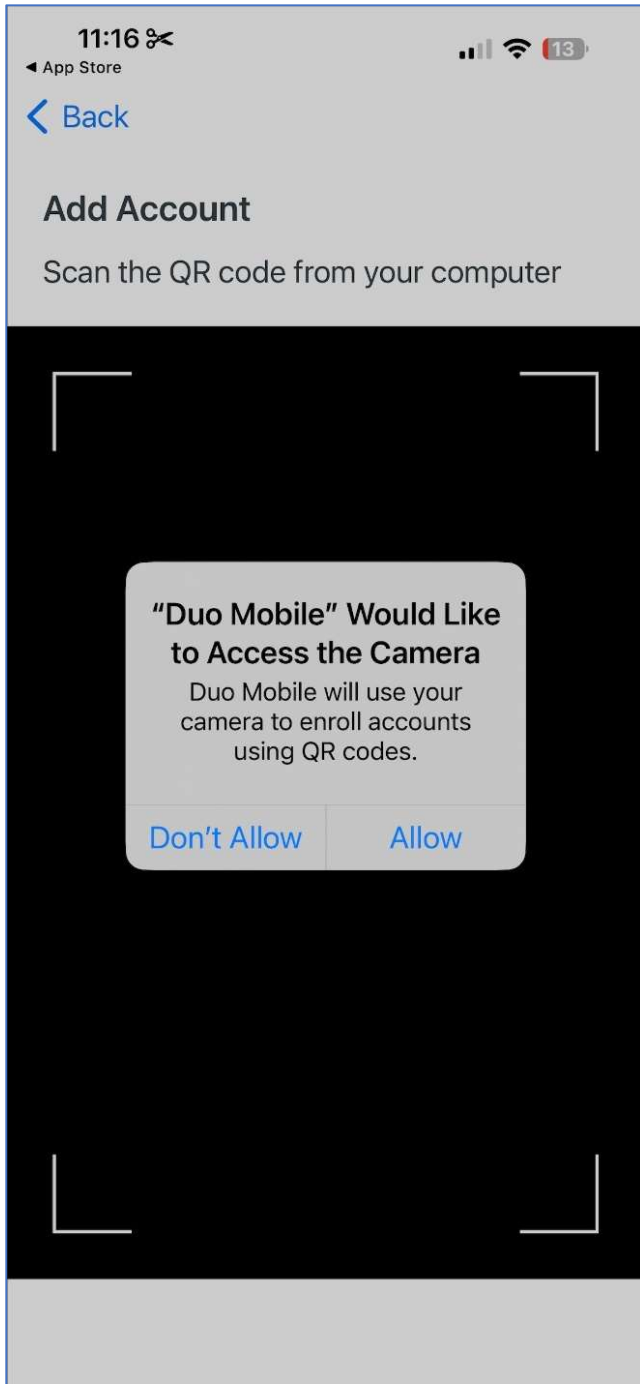 11:16
◀ App Store
13
Back
Add Account
Scan the QR code from your computer
“Duo Mobile” Would Like
to Access the Camera
Duo Mobile will use your
camera to enroll accounts
using QR codes.
Don’t Allow
Allow